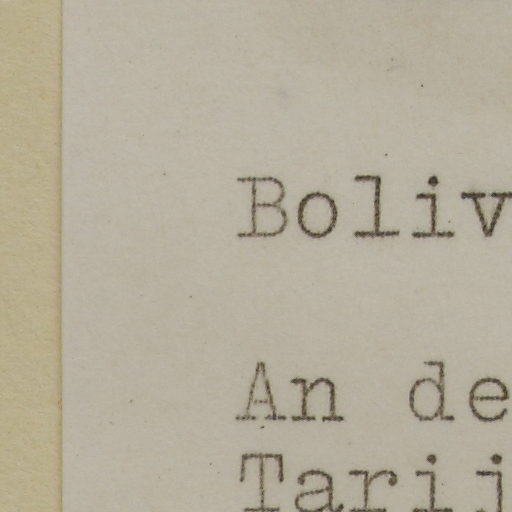 Boliv
An de
Tarij